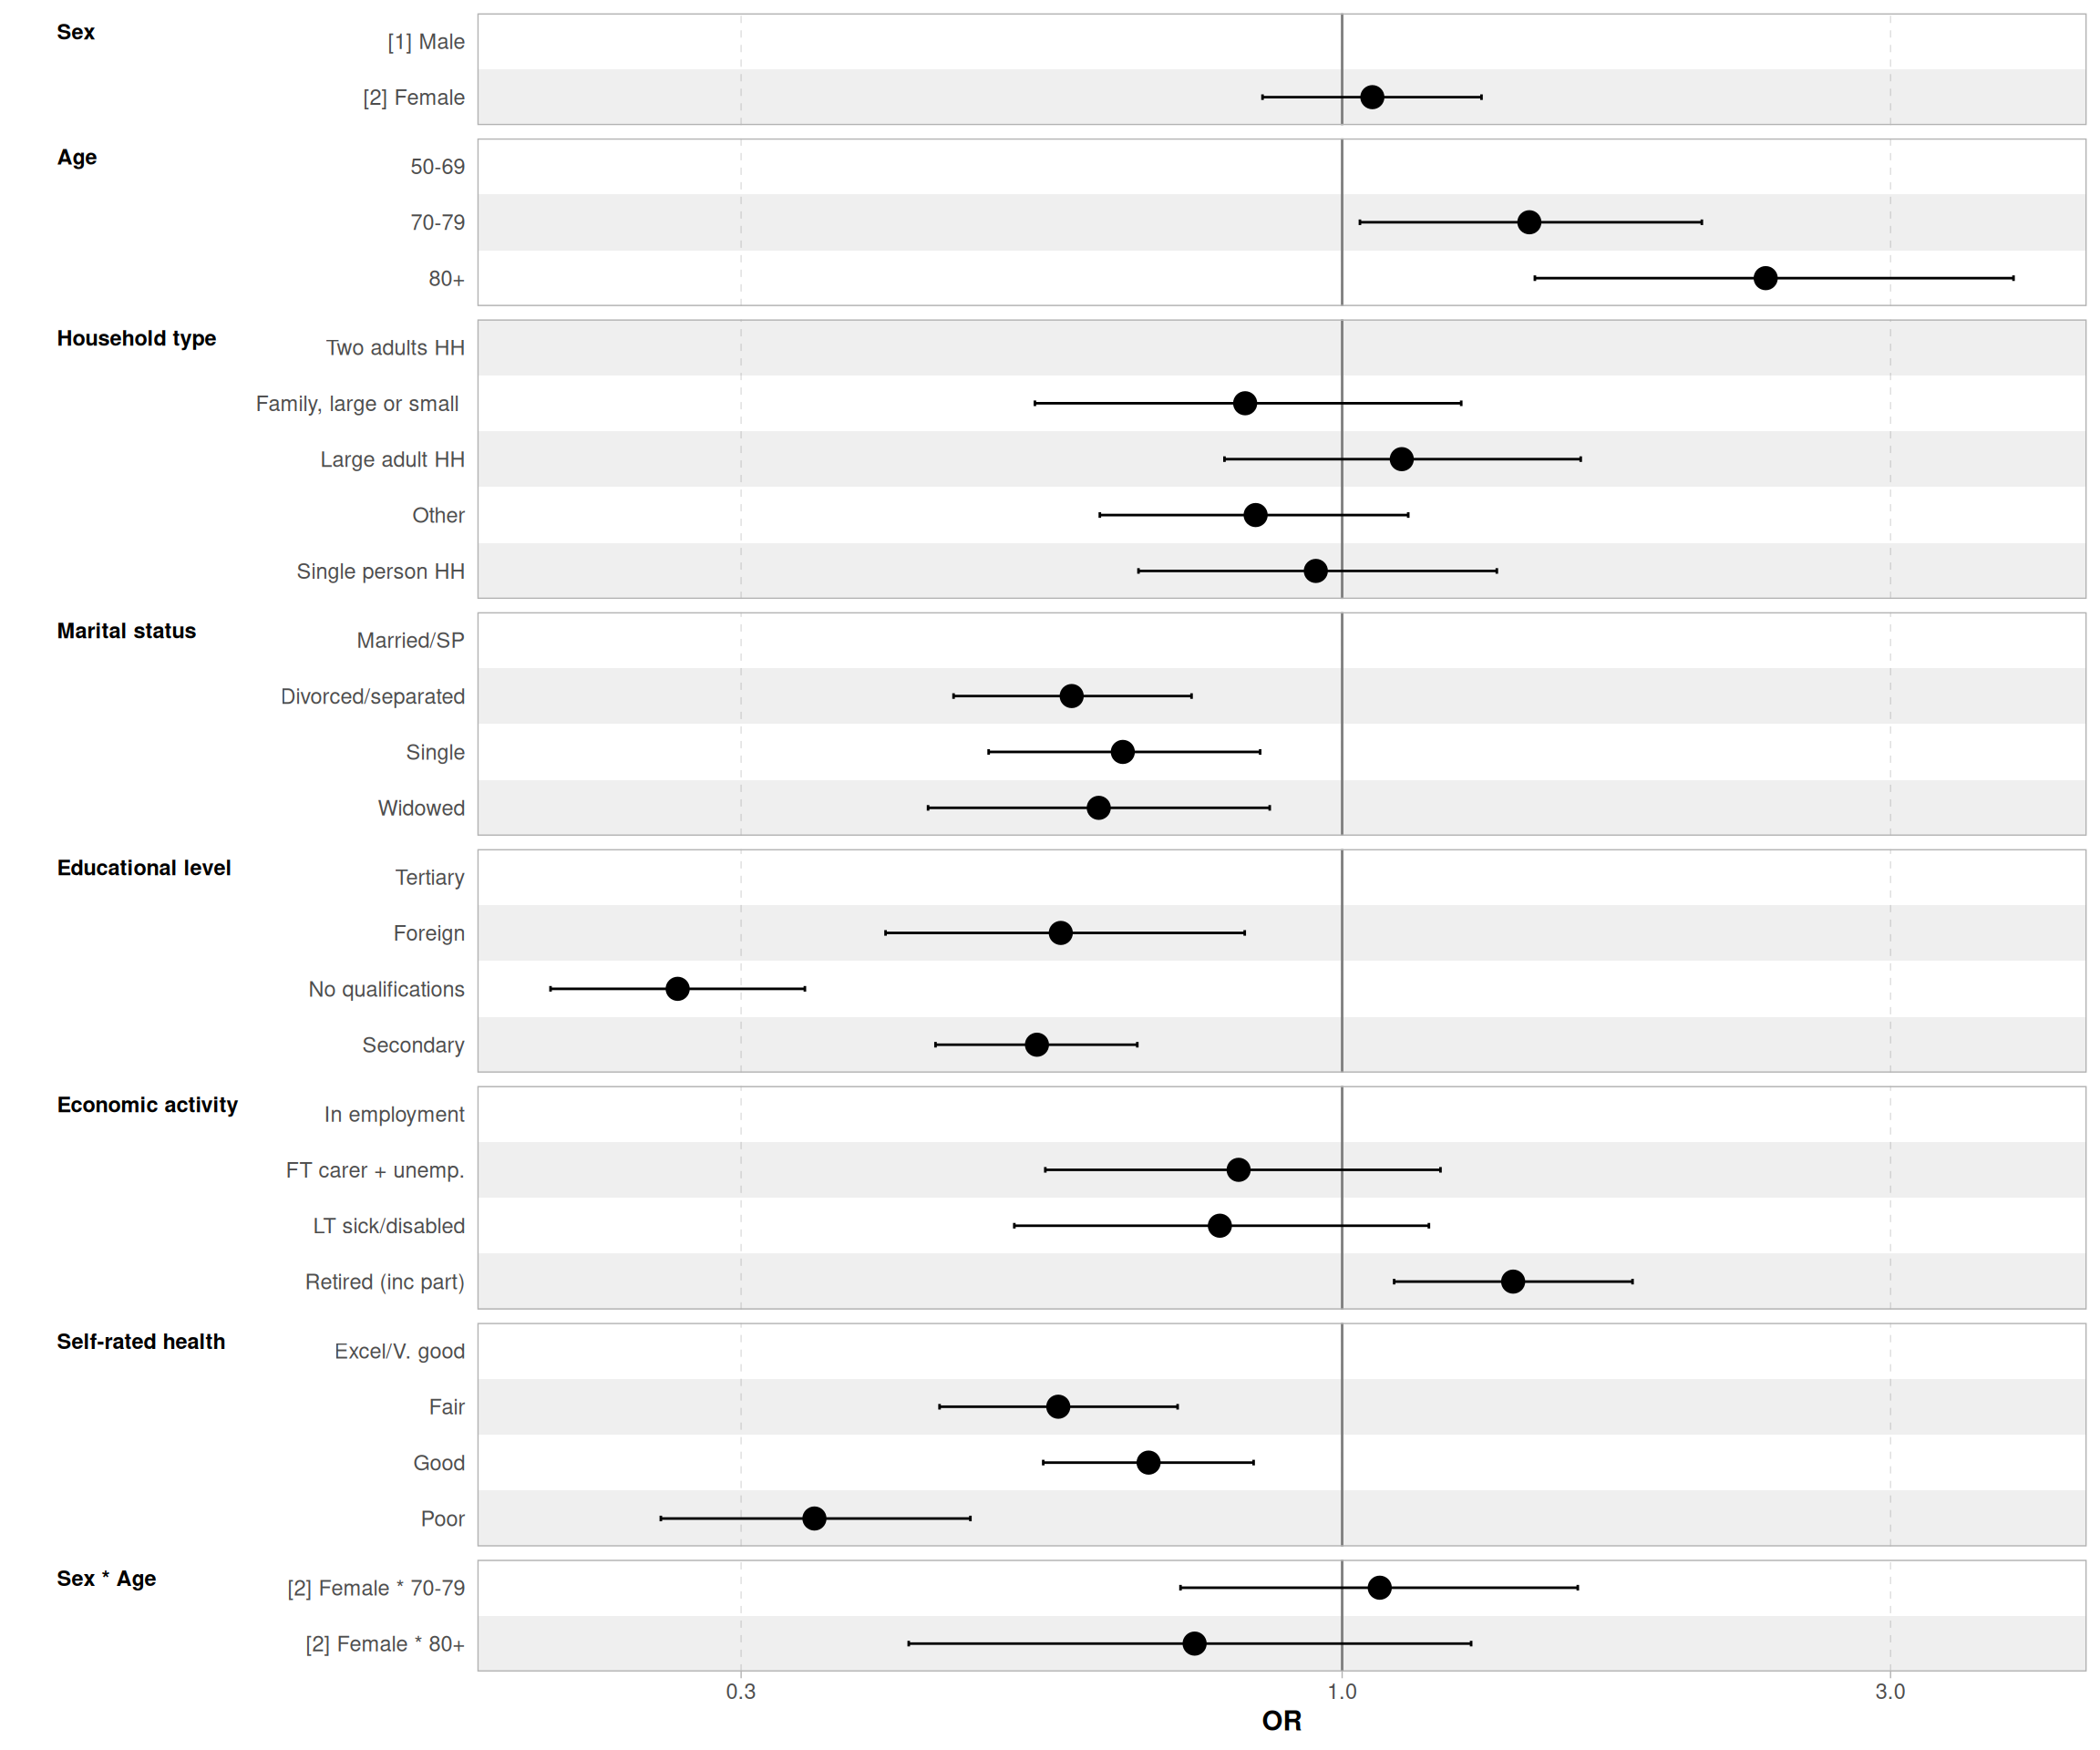 Sex
[1] Male
[2] Female
Age
50-69
70-79
80+
Household type
Two adults HH
Family, large or small
Large adult HH
Other
Single person HH
Marital status
Married/SP
Divorced/separated
Single
Widowed
Educational level
Tertiary
Foreign
No qualifications
Secondary
Economic activity
In employment
FT carer + unemp.
LT sick/disabled
Retired (inc part)
Self-rated health
Excel/V. good
Fair
Good
Poor
Sex * Age
[2] Female * 70-79
[2] Female * 80+
0.3 1.0 3.0
OR